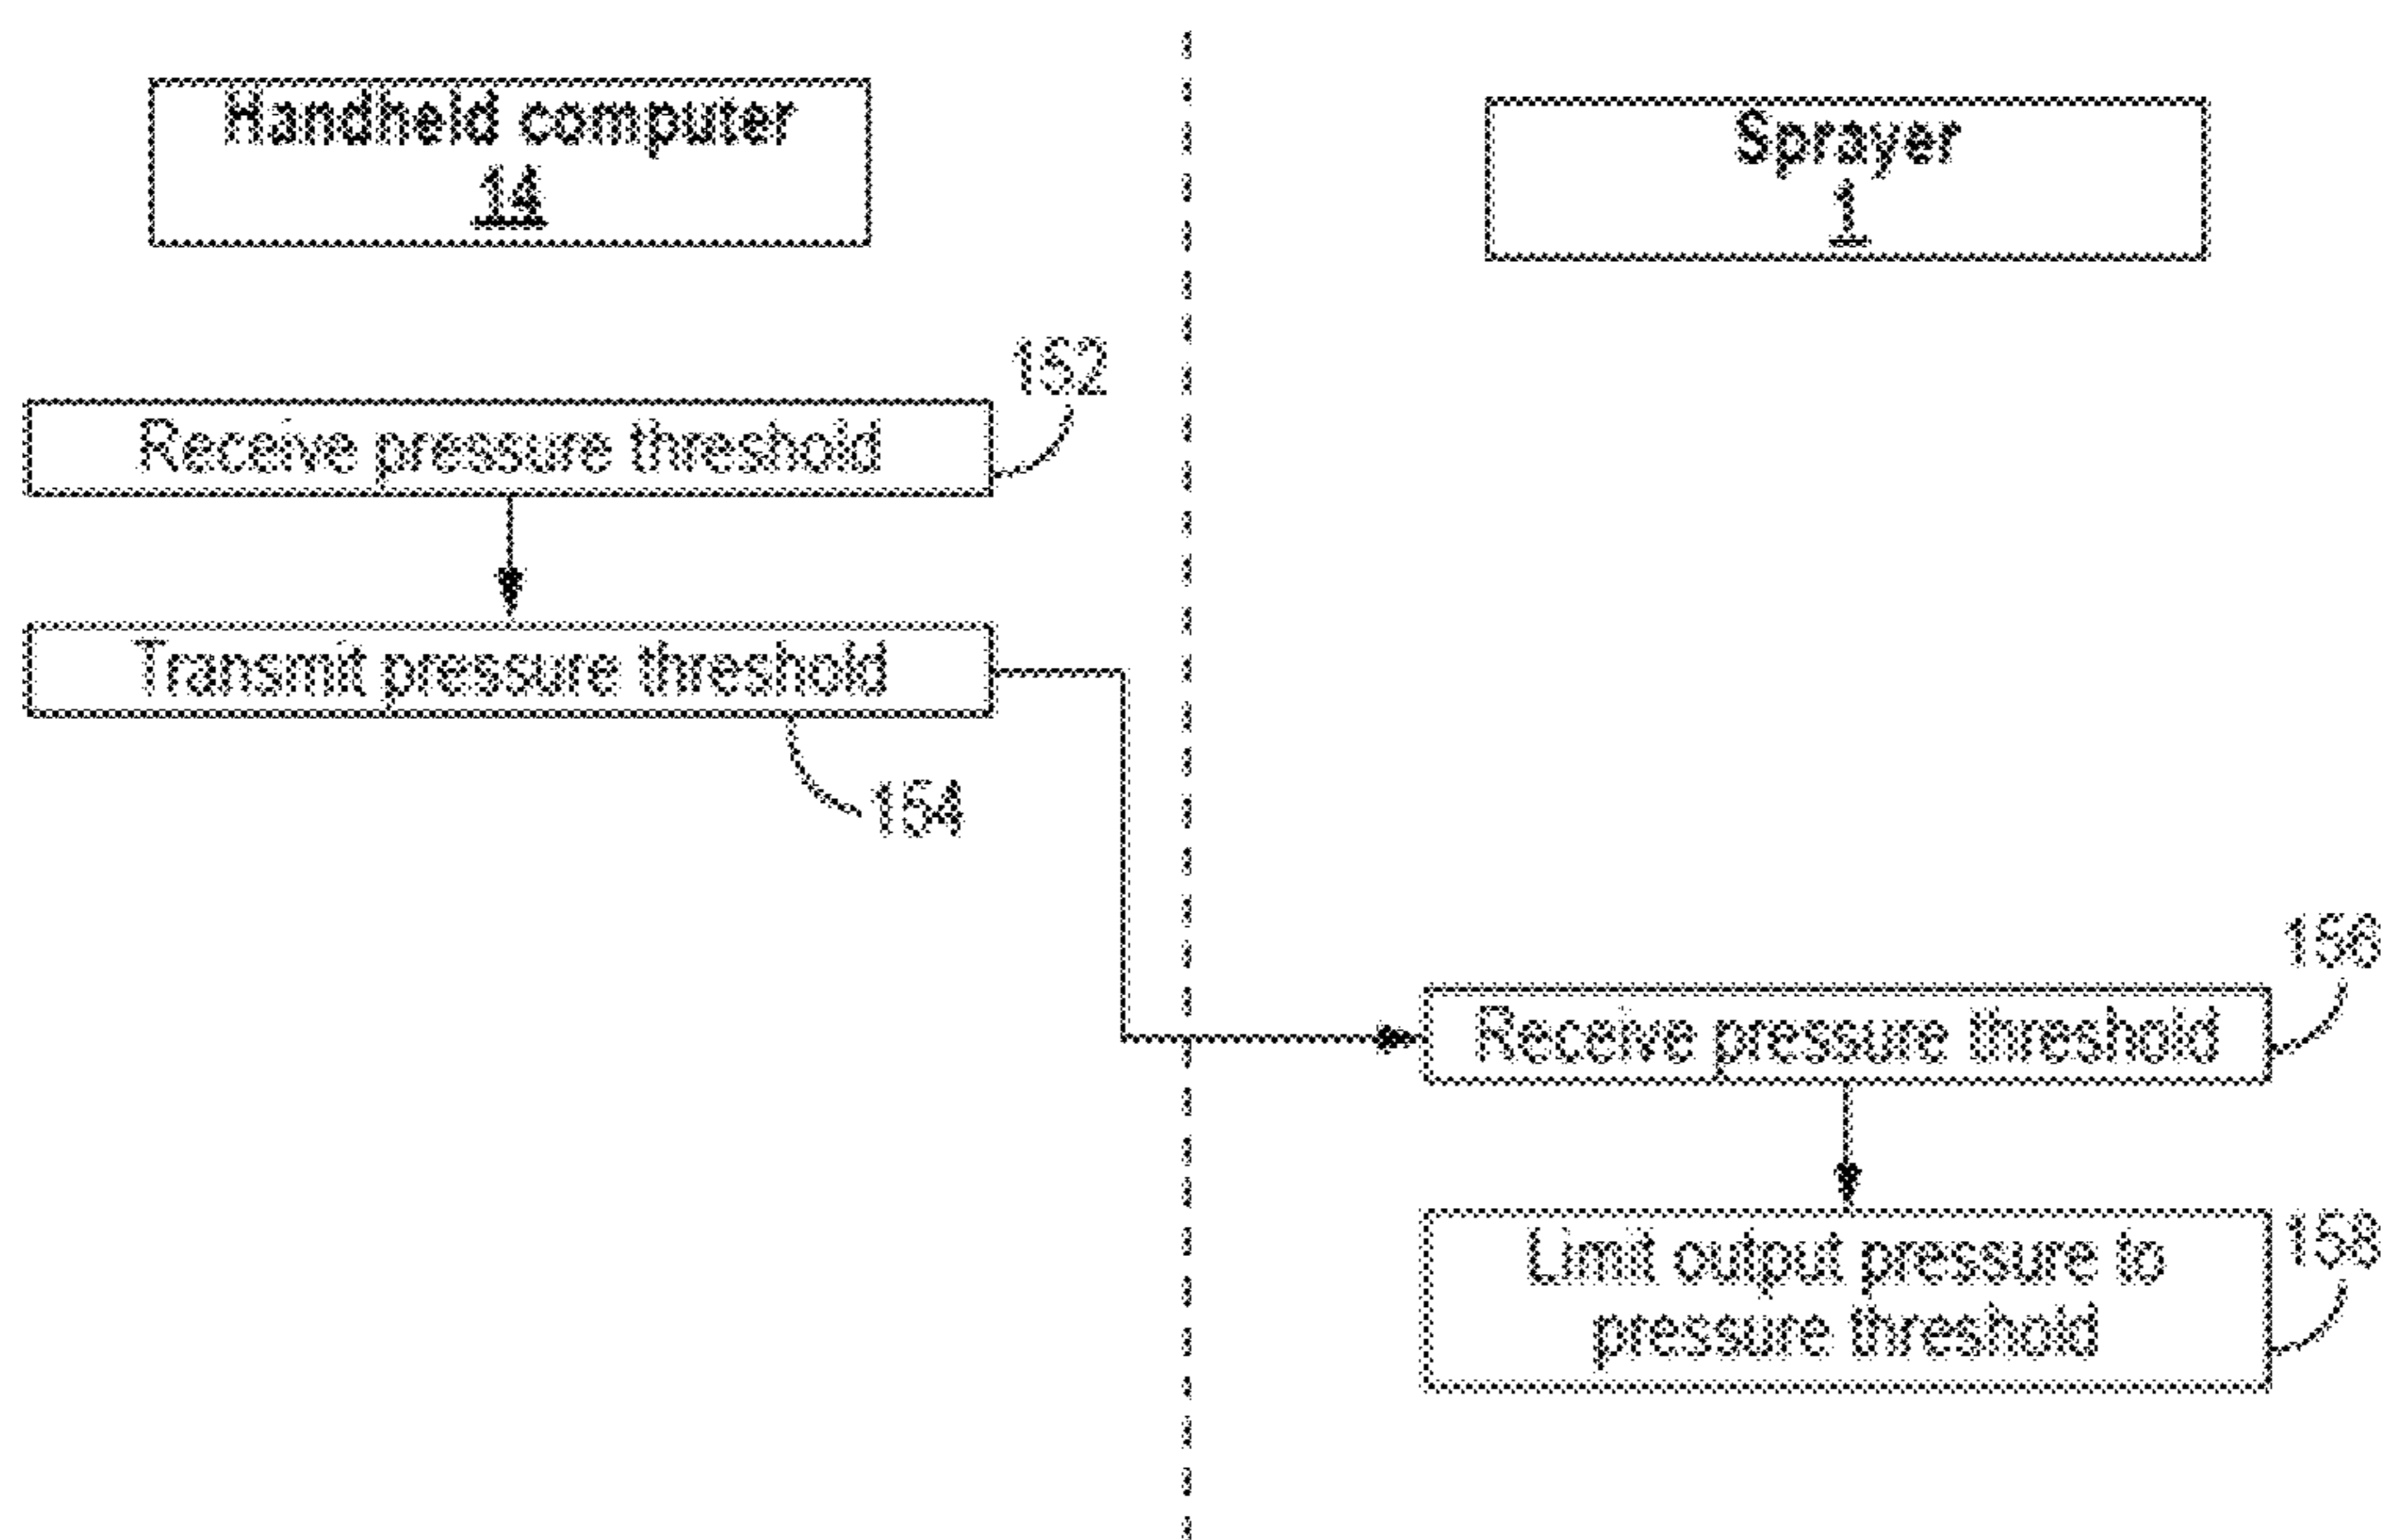 Handheld computer
14
Sprayer
1
152
Receive pressure threshold
Transmit pressure threshold
154
156
Receive pressure threshold
158
Limit output pressure to
pressure threshold